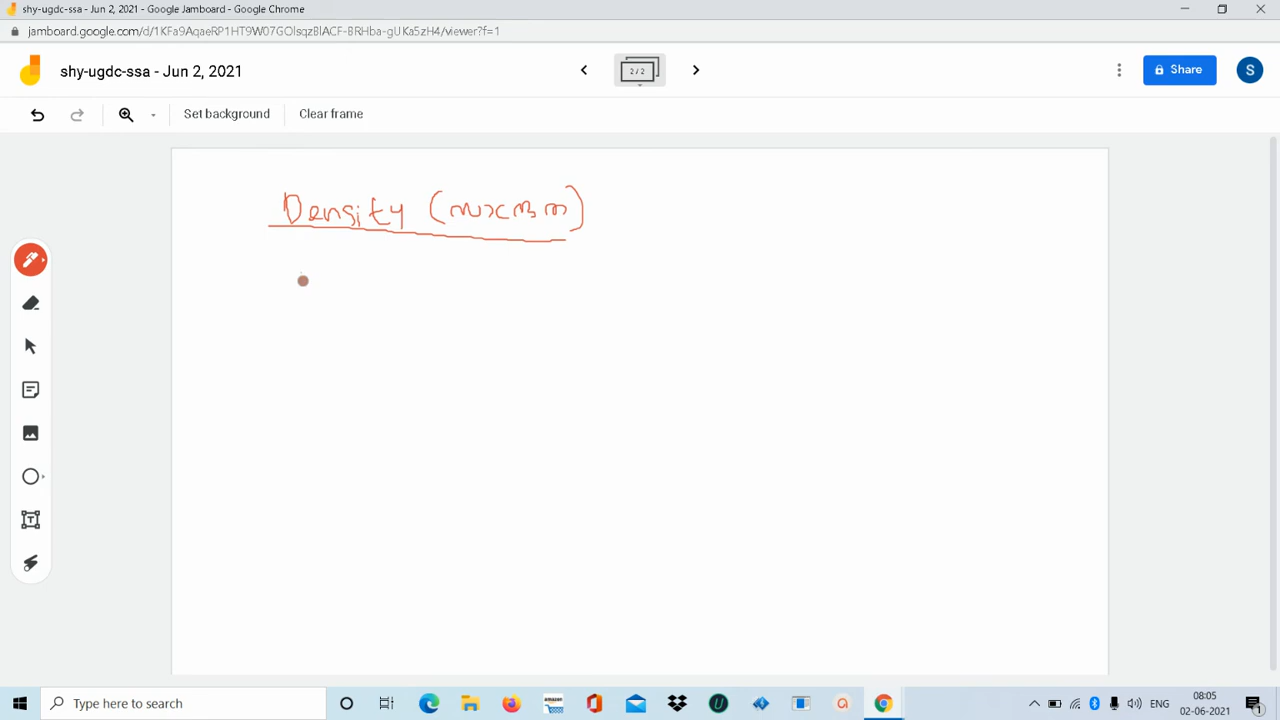 shy-ugdc-ssa - Jun 2, 2021 - Google Jamboard - Google Chrome
jamboard.google.com/d/1KFa9AqaeRP1HT9W07GOlsqzBlACF-BRHba-gUKa5zH4/viewer?f=1
shy-ugdc-ssa - Jun 2, 2021
2 / 2
Share
S
Set background
Clear frame
Density
Type here to search
ENG
08:05
02-06-2021